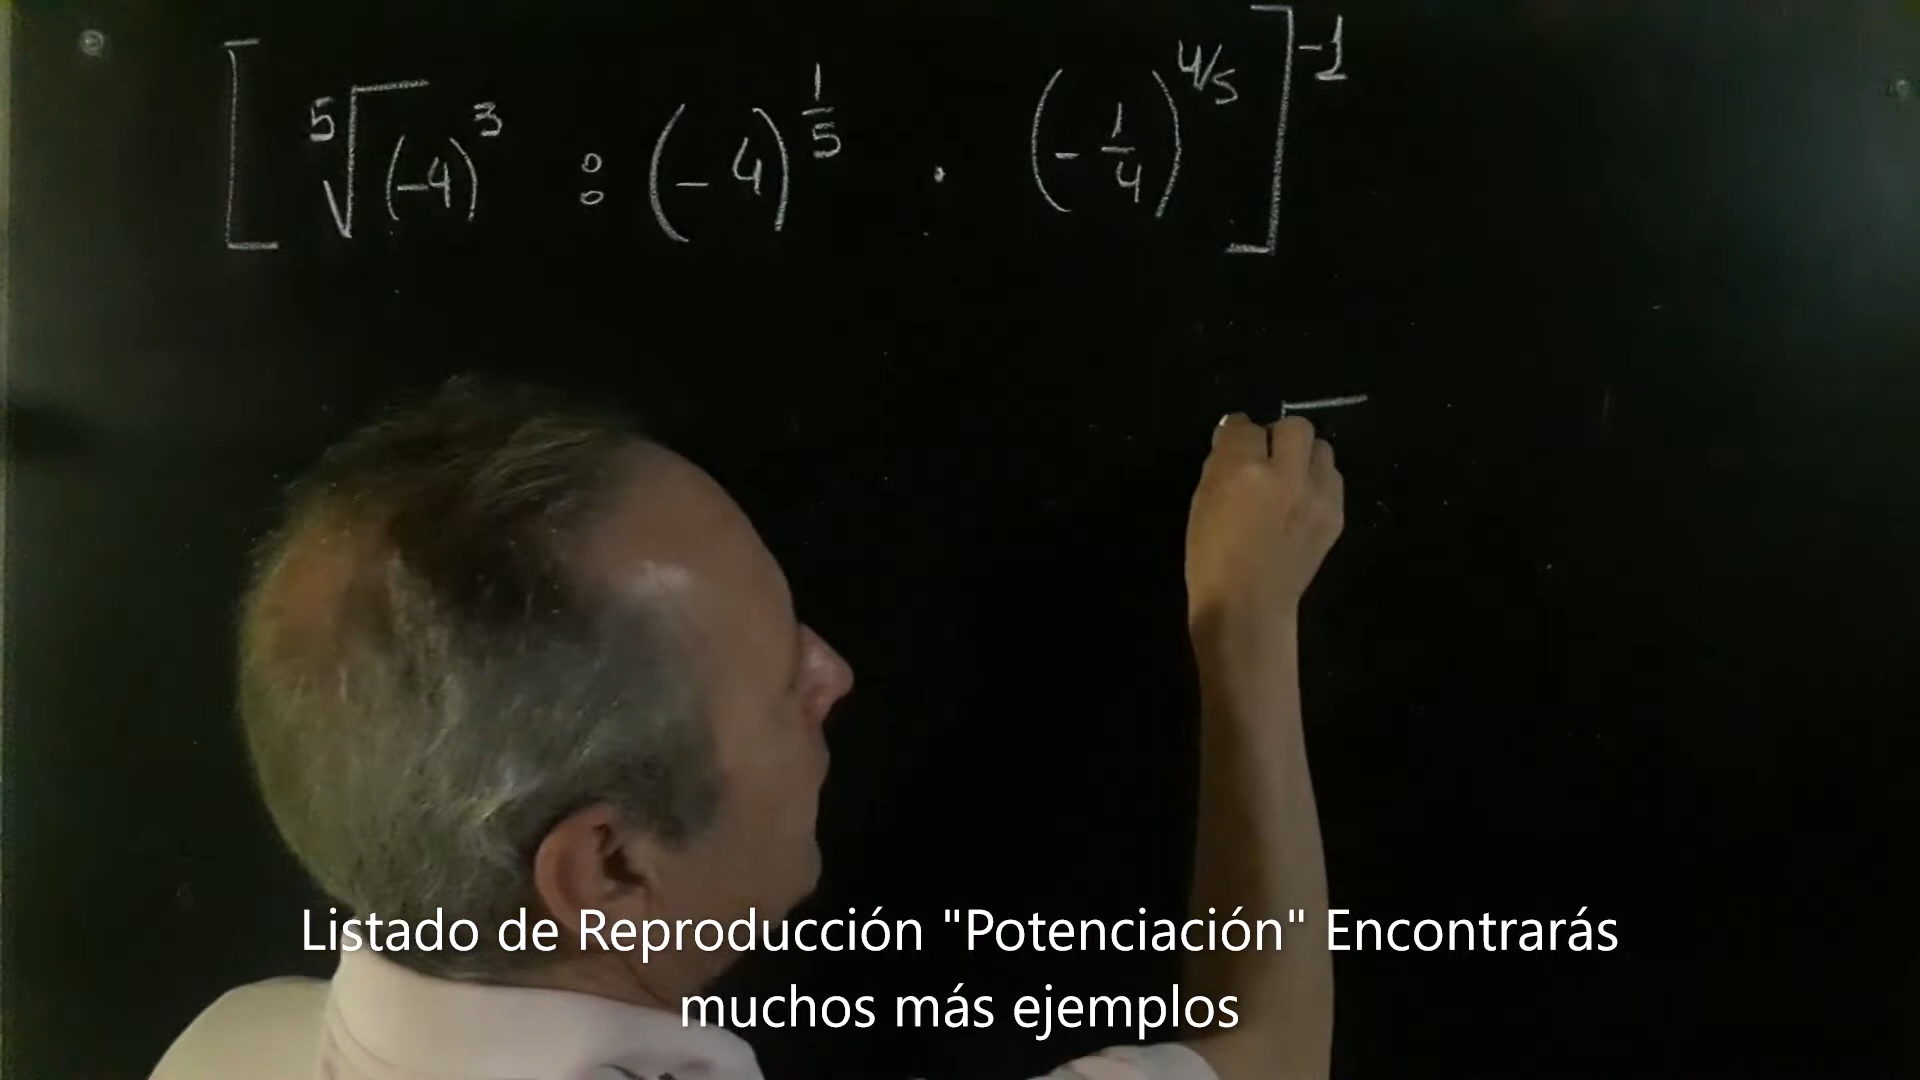 [ ⁵√(-4)³ : (-4)^(1/5) · (-1/4)^(4/5) ]^-1
Listado de Reproducción "Potenciación" Encontrarás
muchos más ejemplos